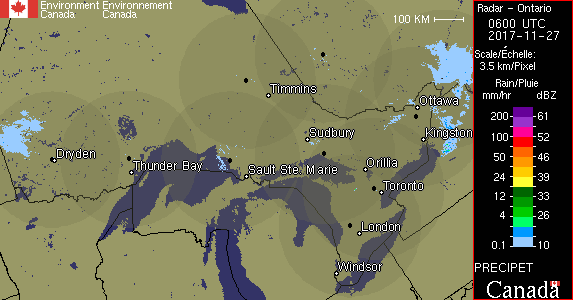 Environment Environnement
Canada Canada
100 KM
Radar - Ontario
0600 UTC
2017-11-27
Scale/Échelle:
3.5 km/Pixel
Rain/Pluie
mm/hr dBZ
200 61
100 52
50 46
24 39
12 33
4 26
0.1 10
Timmins
Ottawa
Sudbury
Kingston
Dryden
Thunder Bay
Sault Ste. Marie
Orillia
Toronto
London
Windsor
PRECIPET
Canada